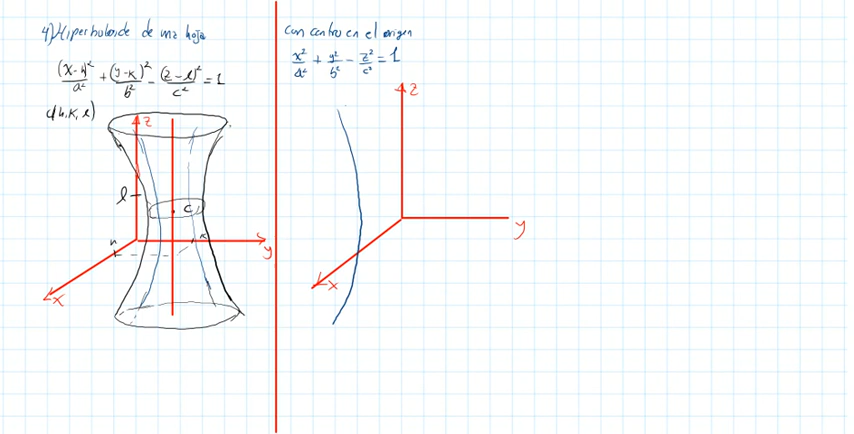 4) Hiperboloide de una hoja
(x-h)²/a² + (y-k)²/b² - (z-l)²/c² = 1
c(h, k, l)
z
l
c
h
k
y
x
con centro en el origen
x²/a² + y²/b² - z²/c² = 1
z
y
x